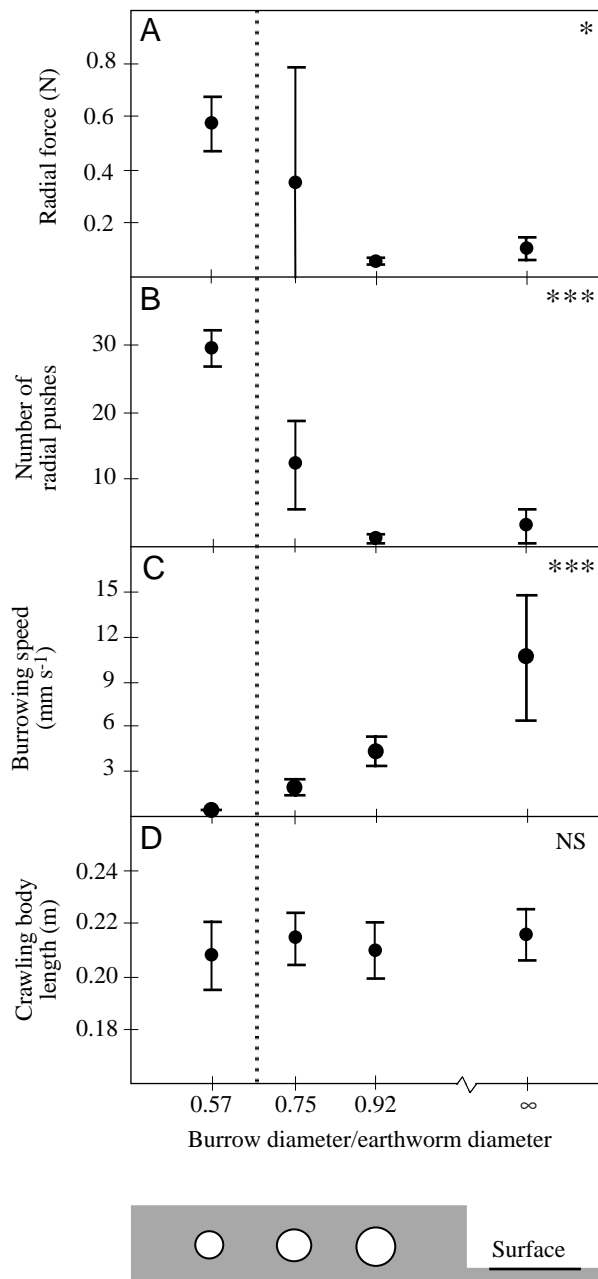 A
*
0.8
0.6
0.4
0.2
Radial force (N)
B
***
30
20
10
Number of
radial pushes
C
***
15
12
9
6
3
Burrowing speed
(mm s-1)
D
NS
0.24
0.22
0.20
0.18
Crawling body
length (m)
0.57 0.75 0.92 ∞
Burrow diameter/earthworm diameter
Surface